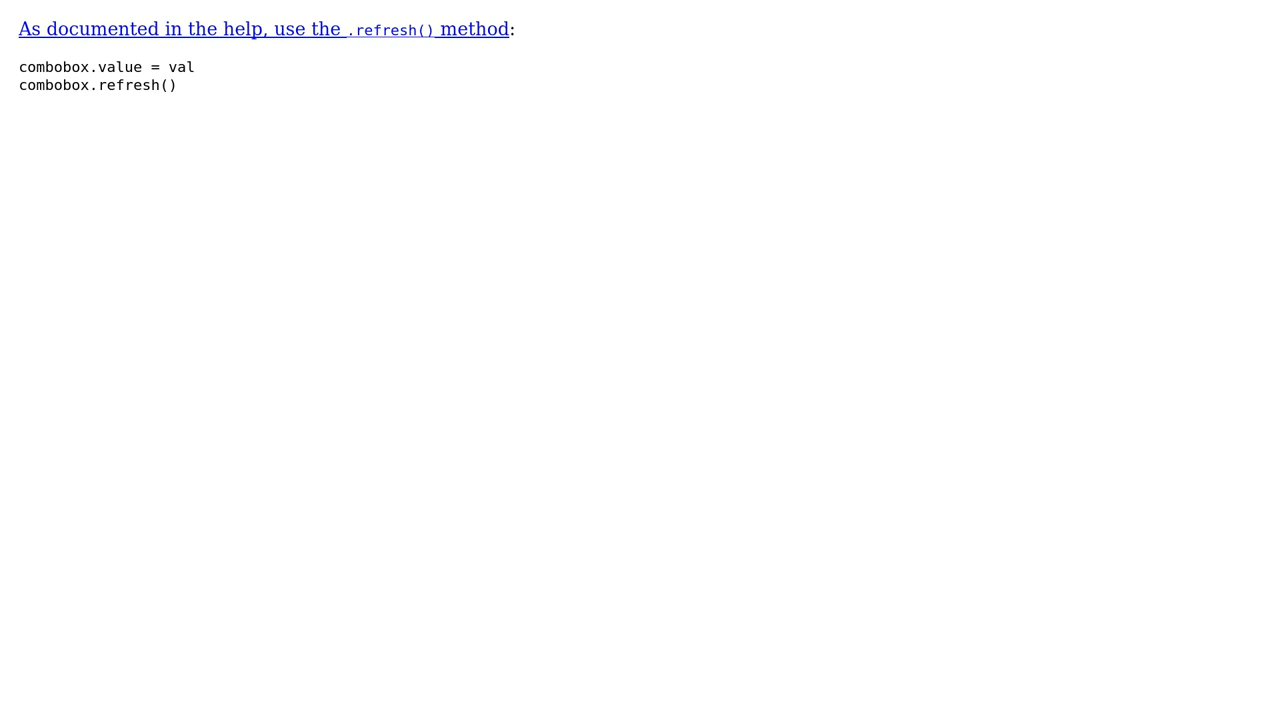 As documented in the help, use the .refresh() method:
combobox.value = val
combobox.refresh()